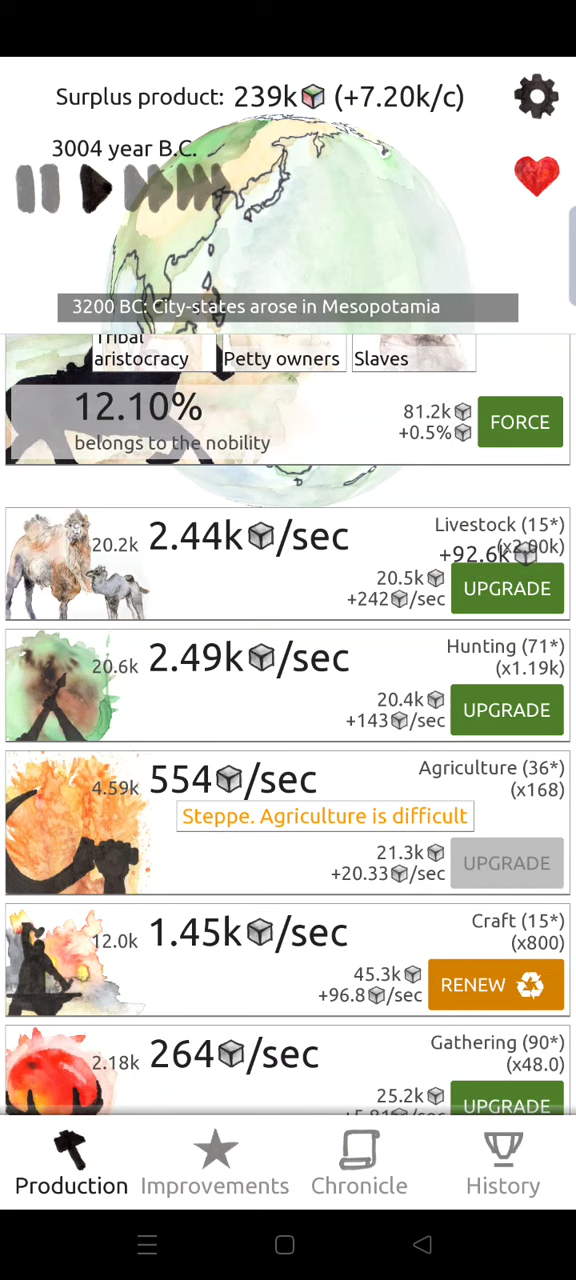 Surplus product: 239k (+7.20k/c)
3004 year B.C.
3200 BC: City-states arose in Mesopotamia
Tribal aristocracy
Petty owners
Slaves
12.10%
belongs to the nobility
81.2k
+0.5%
FORCE
20.2k 2.44k/sec
Livestock (15*)
(x2.00k)
+92.6k
20.5k
+242/sec
UPGRADE
20.6k 2.49k/sec
Hunting (71*)
(x1.19k)
20.4k
+143/sec
UPGRADE
4.59k 554/sec
Agriculture (36*)
(x168)
Steppe. Agriculture is difficult
21.3k
+20.33/sec
UPGRADE
12.0k 1.45k/sec
Craft (15*)
(x800)
45.3k
+96.8/sec
RENEW
2.18k 264/sec
Gathering (90*)
(x48.0)
25.2k
+5.81/sec
UPGRADE
Production
Improvements
Chronicle
History